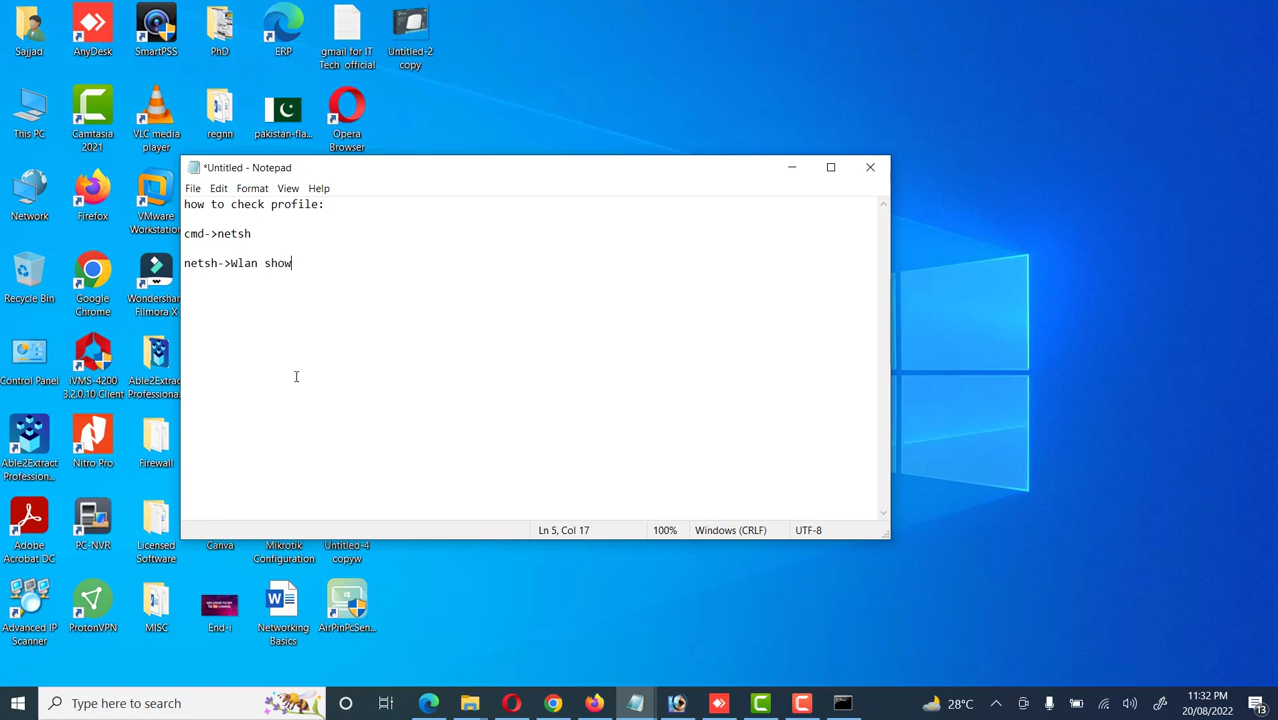 Sajjad
AnyDesk
SmartPSS
PhD
ERP
gmail for IT
Tech official
Untitled-2
copy
This PC
Camtasia
2021
VLC media
player
regnn
pakistan-fla...
Opera
Browser
Network
Firefox
VMware
Workstation
*Untitled - Notepad
File Edit Format View Help
how to check profile:
cmd->netsh
netsh->Wlan show
Recycle Bin
Google
Chrome
Wondershar
Filmora X
Control Panel
iVMS-4200
3.2.0.10 Client
Able2Extrac
Professiona..
Able2Extract
Profession...
Nitro Pro
Firewall
Ln 5, Col 17
100%
Windows (CRLF)
UTF-8
Adobe
Acrobat DC
PC-NVR
Licensed
Software
Canva
Mikrotik
Configuration
Untitled-4
copyw
Advanced IP
Scanner
ProtonVPN
MISC
End-i
Networking
Basics
AirPinPcSen...
Type here to search
28°C
11:32 PM
20/08/2022
13